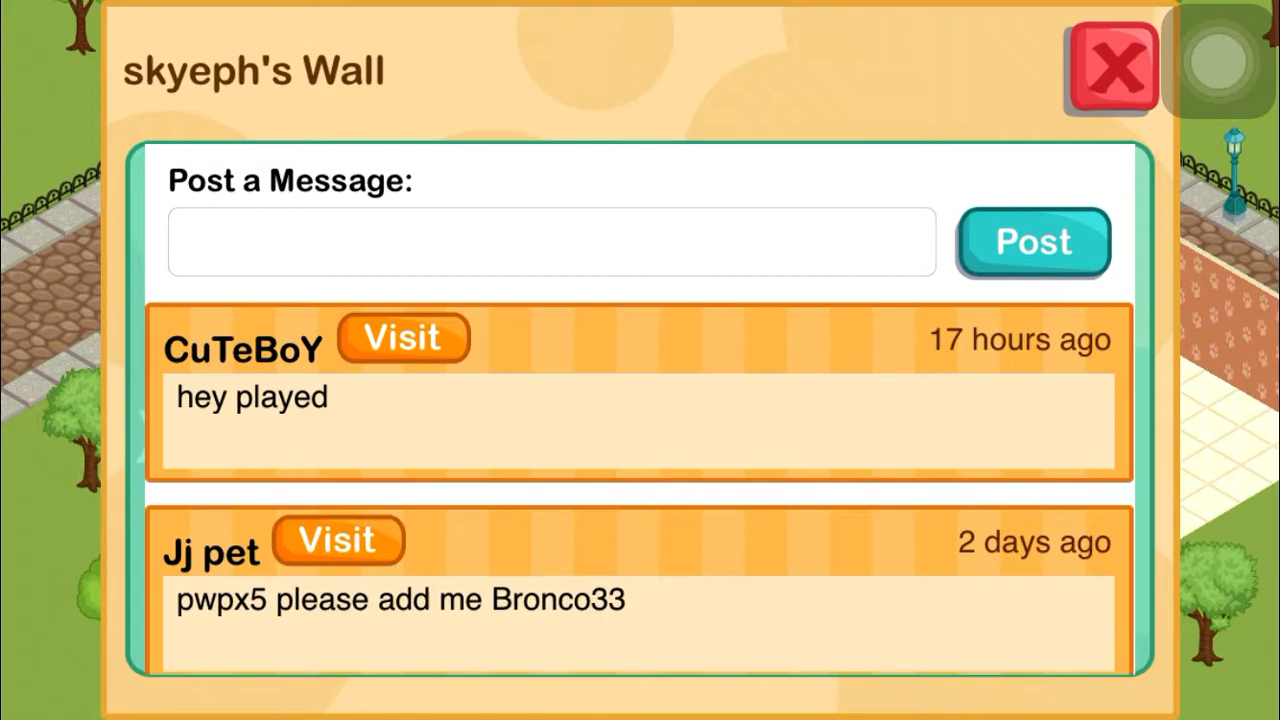 skyeph's Wall
Post a Message:
Post
CuTeBoY Visit 17 hours ago
hey played
Jj pet Visit 2 days ago
pwpx5 please add me Bronco33